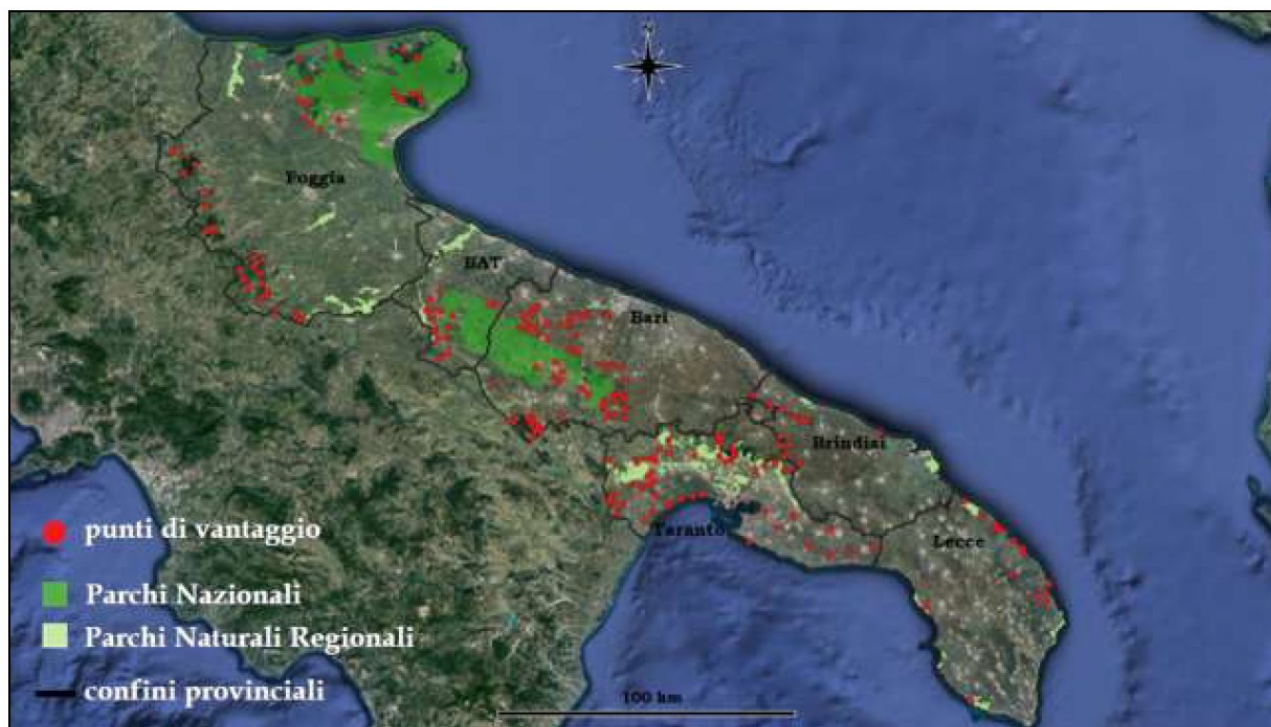 Foggia
BAT
Bari
Brindisi
Taranto
Lecce
punti di vantaggio
Parchi Nazionali
Parchi Naturali Regionali
confini provinciali
100 km